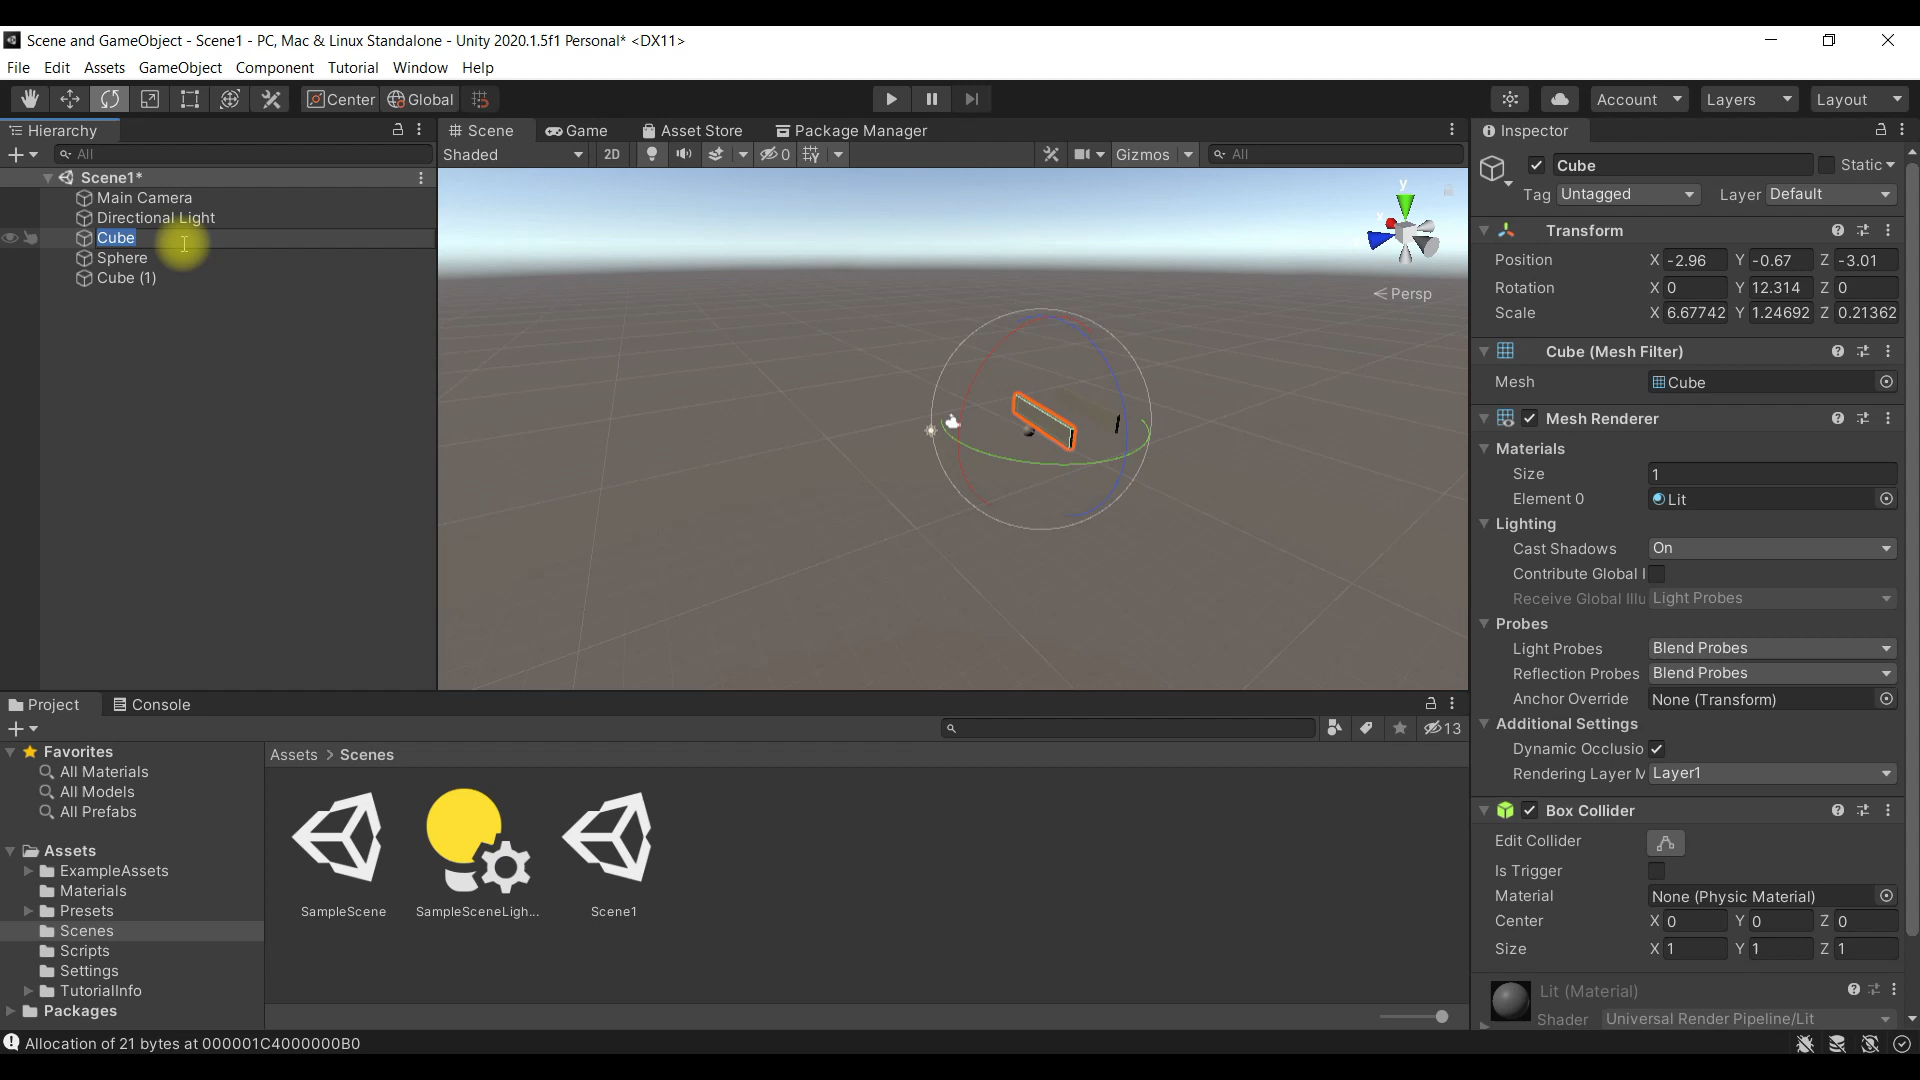 Scene and GameObject - Scene1 - PC, Mac & Linux Standalone - Unity 2020.1.5f1 Personal* <DX11>
File Edit Assets GameObject Component Tutorial Window Help
Center Global Account Layers Layout
Hierarchy
All
Scene1*
Main Camera
Directional Light
Cube
Sphere
Cube (1)
Scene Game Asset Store Package Manager
Shaded 2D 0 Gizmos All
y
x
Persp
Inspector
Cube Static
Tag Untagged Layer Default
Transform
Position X -2.96 Y -0.67 Z -3.01
Rotation X 0 Y 12.314 Z 0
Scale X 6.67742 Y 1.24692 Z 0.21362
Cube (Mesh Filter)
Mesh Cube
Mesh Renderer
Materials
Size 1
Element 0 Lit
Lighting
Cast Shadows On
Contribute Global I
Receive Global Illu Light Probes
Probes
Light Probes Blend Probes
Reflection Probes Blend Probes
Anchor Override None (Transform)
Additional Settings
Dynamic Occlusio
Rendering Layer M Layer1
Box Collider
Edit Collider
Is Trigger
Material None (Physic Material)
Center X 0 Y 0 Z 0
Size X 1 Y 1 Z 1
Lit (Material)
Shader Universal Render Pipeline/Lit
Project Console
13
Favorites
All Materials
All Models
All Prefabs
Assets
ExampleAssets
Materials
Presets
Scenes
Scripts
Settings
TutorialInfo
Packages
Assets > Scenes
SampleScene SampleSceneLigh... Scene1
Allocation of 21 bytes at 000001C4000000B0